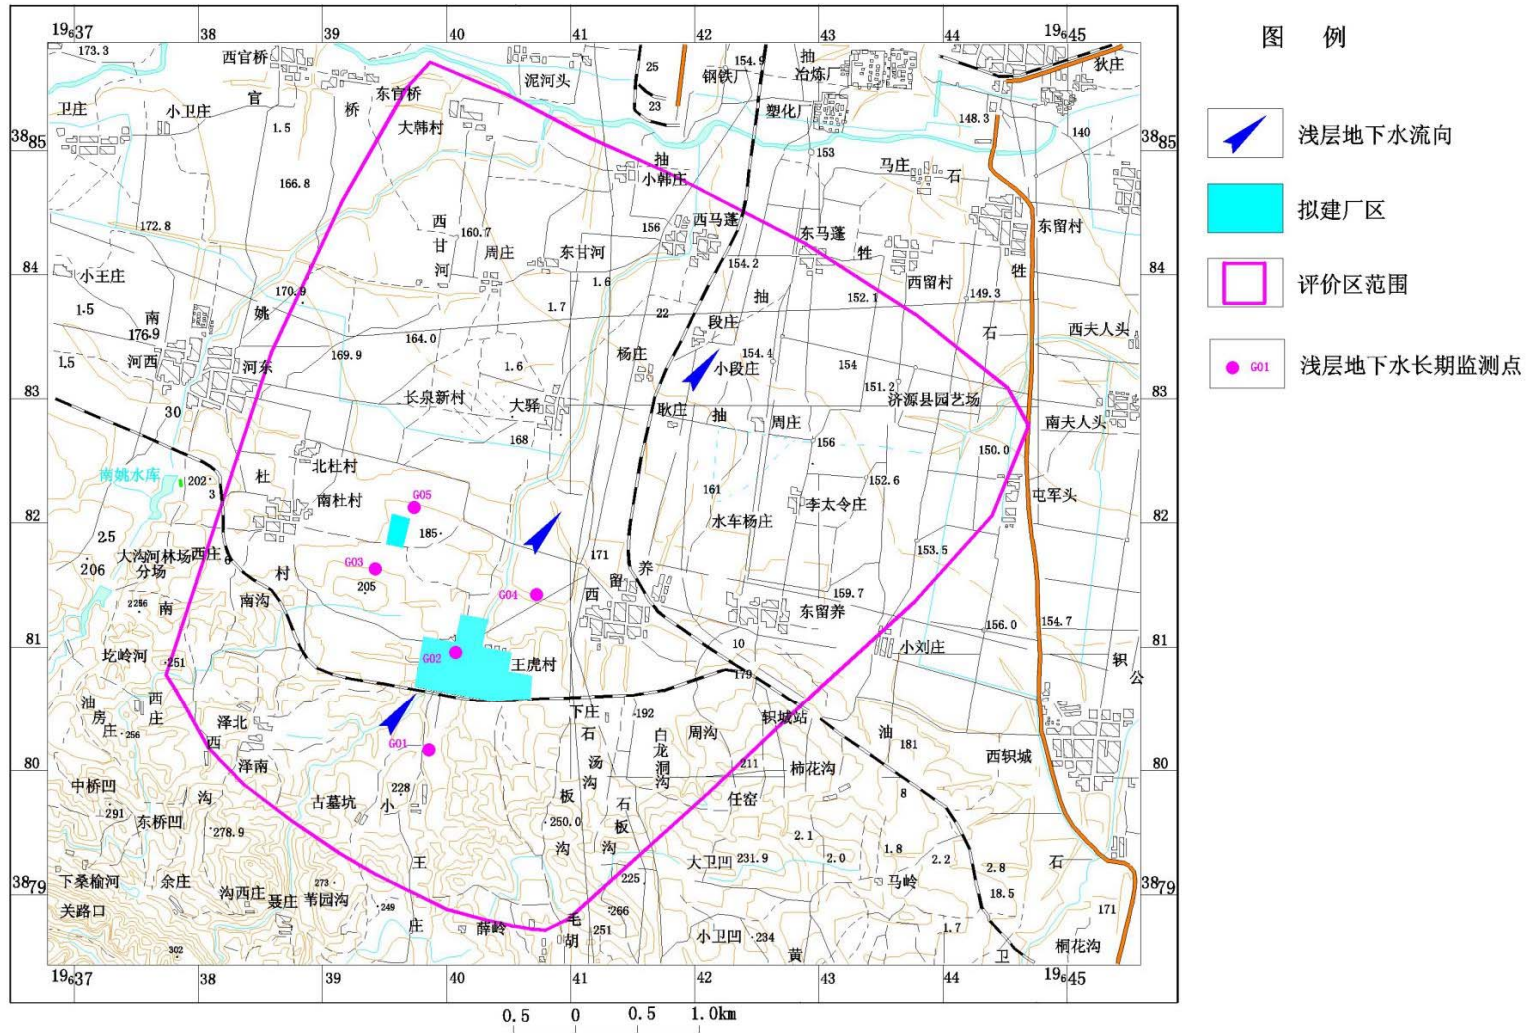 19637 38 39 40 41 42 43 44 19645
图 例
浅层地下水流向
拟建厂区
评价区范围
G01 浅层地下水长期监测点
173.3
西官桥
泥河头
25
钢铁厂
154.9
抽
冶炼厂
狄庄
卫庄
小卫庄
官
桥
东官桥
大韩村
23
塑化厂
148.3
140
1.5
3885
3885
153
166.8
抽
小韩庄
马庄
石
172.8
西
甘
河
160.7
周庄
东甘河
156
西马蓬
东马蓬
牲
东留村
84
84
小王庄
170.9
1.6
154.2
西留村
牲
1.5
姚
1.7
22
抽
152.1
149.3
南
176.9
河西
河东
169.9
164.0
段庄
石
西夫人头
1.5
1.6
杨庄
154.4
小段庄
154
151.2
济源县园艺场
83
83
30
长泉新村
大驿
耿庄
抽
周庄
南夫人头
168
156
150.0
南姚水库
202
3
杜
北杜村
南杜村
G05
161
152.6
李太令庄
屯军头
82
82
185
水车杨庄
2.5
206
大沟河林场
分场
西庄
6
G03
171
153.5
村
205
养
留
西
2256
南
南沟
G04
159.7
东留养
156.0
154.7
81
81
圪岭河
251
G02
王虎村
10
179
小刘庄
轵
公
油
房
庄
西
庄
256
泽北
西
泽南
G01
下庄
192
石
汤
沟
白
龙
洞
沟
周沟
轵城站
油
181
西轵城
80
80
中桥凹
291
沟
228
古墓坑
小
211
任窑
柿花沟
8
东桥凹
278.9
板
250.0
沟
石
板
沟
2.1
1.8
2.2
3879
3879
下桑榆河
余庄
王
大卫凹
231.9
2.0
2.8
石
关路口
沟西庄
聂庄
273
苇园沟
249
225
马岭
18.5
171
庄
薛岭
毛
胡
266
251
小卫凹
234
黄
1.7
卫
桐花沟
302
19637 38 39 40 41 42 43 44 19645
0.5 0 0.5 1.0km